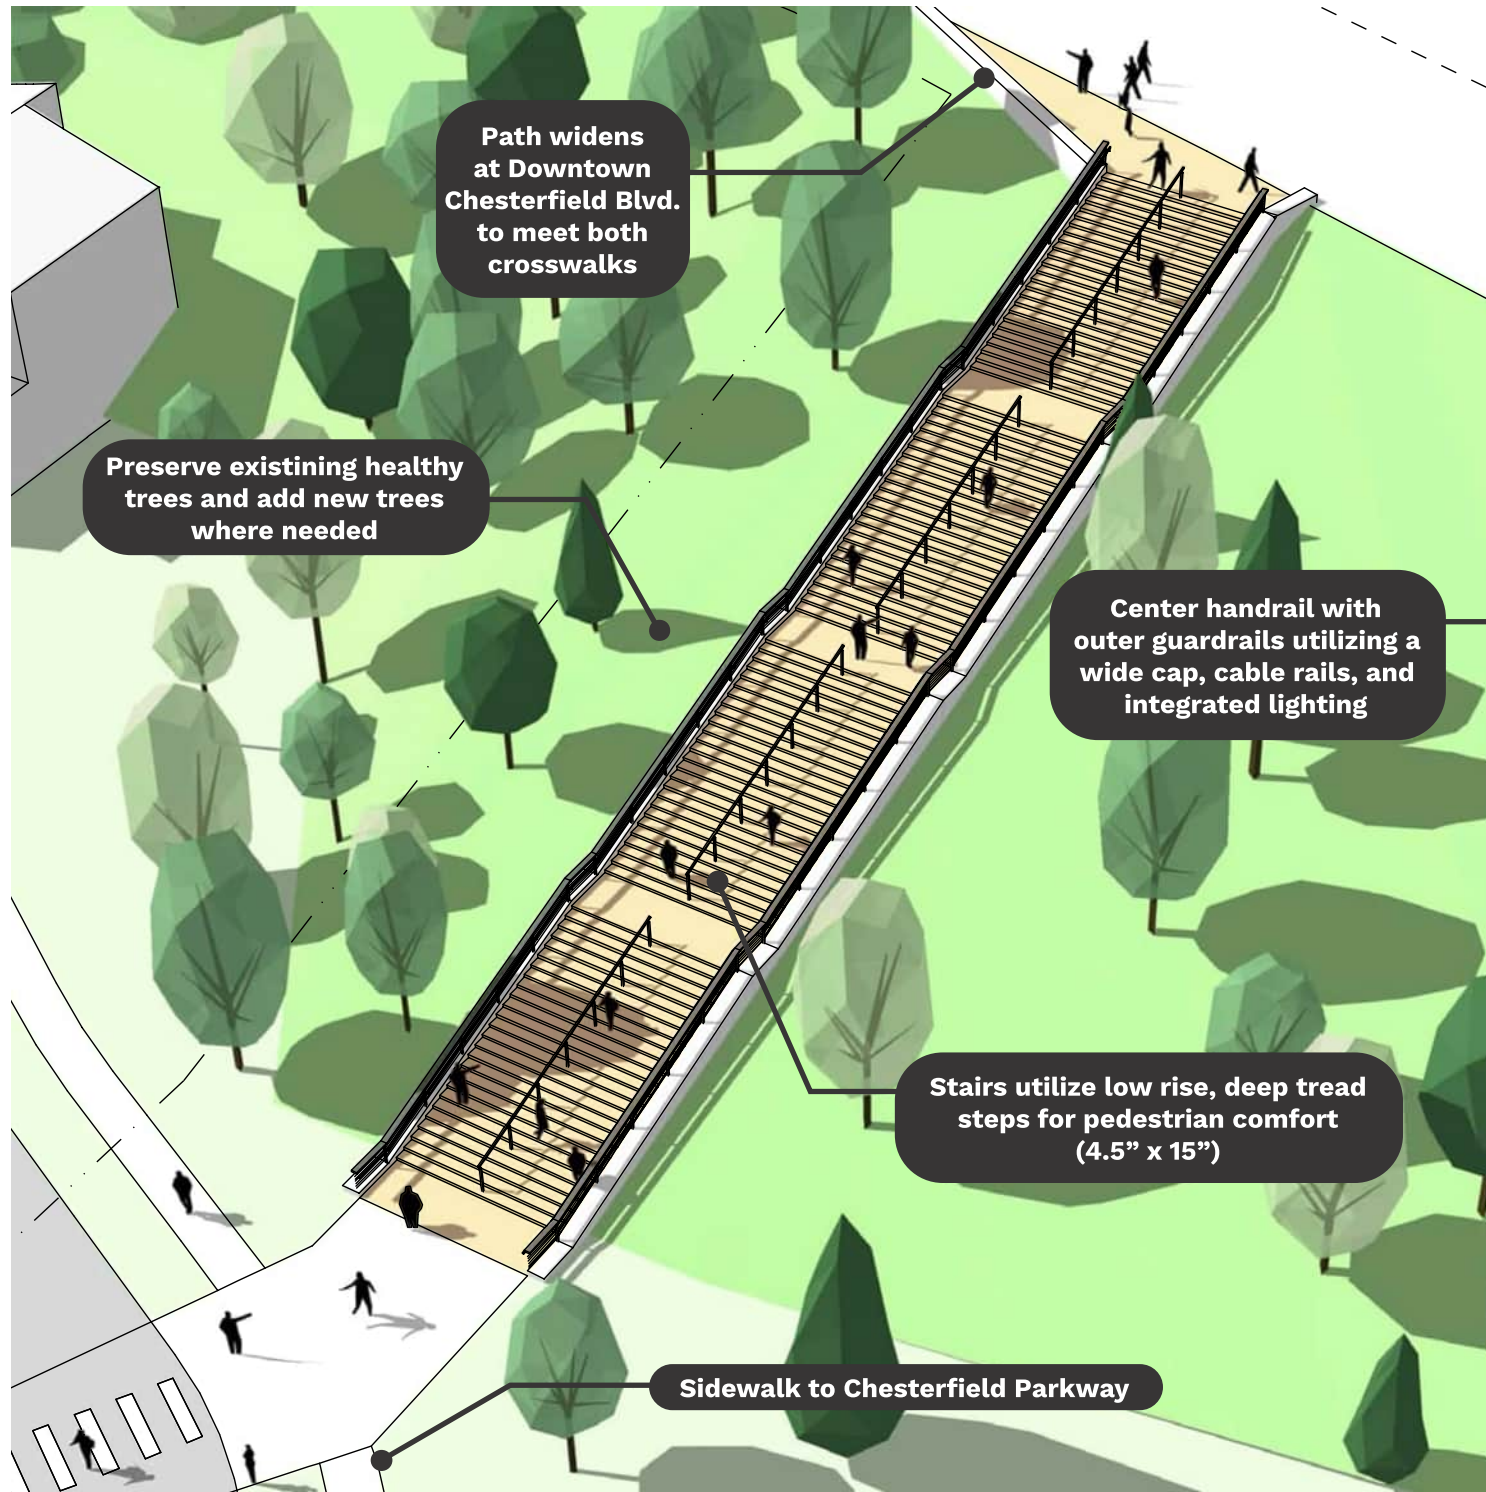 Path widens
at Downtown
Chesterfield Blvd.
to meet both
crosswalks
Preserve existining healthy
trees and add new trees
where needed
Center handrail with
outer guardrails utilizing a
wide cap, cable rails, and
integrated lighting
Stairs utilize low rise, deep tread
steps for pedestrian comfort
(4.5” x 15”)
Sidewalk to Chesterfield Parkway